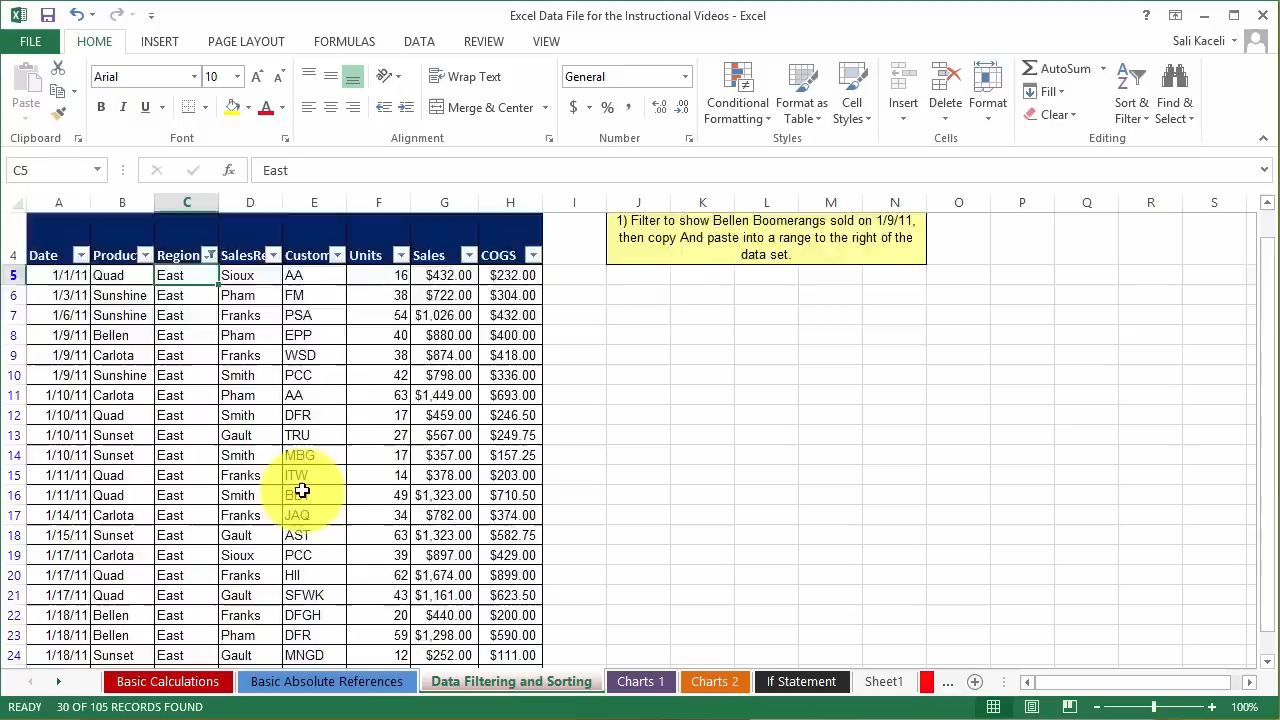 Excel Data File for the Instructional Videos - Excel
FILE HOME INSERT PAGE LAYOUT FORMULAS DATA REVIEW VIEW Sali Kaceli
Paste
Clipboard
Arial 10
B I U
Font
Wrap Text
Merge & Center
Alignment
General
$ % ,
Number
Conditional Formatting
Format as Table
Cell Styles
Styles
Insert
Delete
Format
Cells
AutoSum
Fill
Clear
Sort & Filter
Find & Select
Editing
C5 fx East
A B C D E F G H I J K L M N O P Q R S
1) Filter to show Bellen Boomerangs sold on 1/9/11,
then copy And paste into a range to the right of the
data set.
4 Date Product Region SalesRe Custom Units Sales COGS
5 1/1/11 Quad East Sioux AA 16 $432.00 $232.00
6 1/3/11 Sunshine East Pham FM 38 $722.00 $304.00
7 1/6/11 Sunshine East Franks PSA 54 $1,026.00 $432.00
8 1/9/11 Bellen East Pham EPP 40 $880.00 $400.00
9 1/9/11 Carlota East Franks WSD 38 $874.00 $418.00
10 1/9/11 Sunshine East Smith PCC 42 $798.00 $336.00
11 1/10/11 Carlota East Pham AA 63 $1,449.00 $693.00
12 1/10/11 Quad East Smith DFR 17 $459.00 $246.50
13 1/10/11 Sunset East Gault TRU 27 $567.00 $249.75
14 1/10/11 Sunset East Smith MBG 17 $357.00 $157.25
15 1/11/11 Quad East Franks ITW 14 $378.00 $203.00
16 1/11/11 Quad East Smith 49 $1,323.00 $710.50
17 1/14/11 Carlota East Franks JAQ 34 $782.00 $374.00
18 1/15/11 Sunset East Gault AST 63 $1,323.00 $582.75
19 1/17/11 Carlota East Sioux PCC 39 $897.00 $429.00
20 1/17/11 Quad East Franks HII 62 $1,674.00 $899.00
21 1/17/11 Quad East Gault SFWK 43 $1,161.00 $623.50
22 1/18/11 Bellen East Franks DFGH 20 $440.00 $200.00
23 1/18/11 Bellen East Pham DFR 59 $1,298.00 $590.00
24 1/18/11 Sunset East Gault MNGD 12 $252.00 $111.00
Basic Calculations Basic Absolute References Data Filtering and Sorting Charts 1 Charts 2 If Statement Sheet1 ...
READY 30 OF 105 RECORDS FOUND 100%